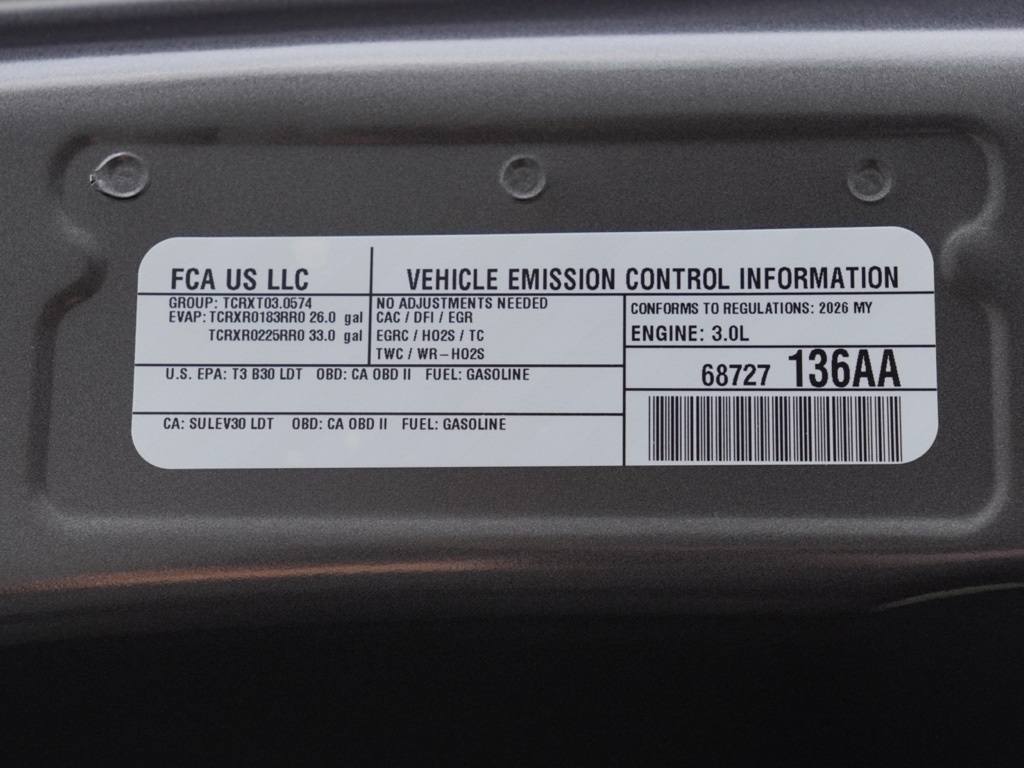 FCA US LLC
VEHICLE EMISSION CONTROL INFORMATION
GROUP: TCRXT03.0574
EVAP: TCRXR0183RR0 26.0 gal
TCRXR0225RR0 33.0 gal
NO ADJUSTMENTS NEEDED
CAC / DFI / EGR
EGRC / HO2S / TC
TWC / WR-HO2S
CONFORMS TO REGULATIONS: 2026 MY
ENGINE: 3.0L
U.S. EPA: T3 B30 LDT OBD: CA OBD II FUEL: GASOLINE
68727 136AA
CA: SULEV30 LDT OBD: CA OBD II FUEL: GASOLINE